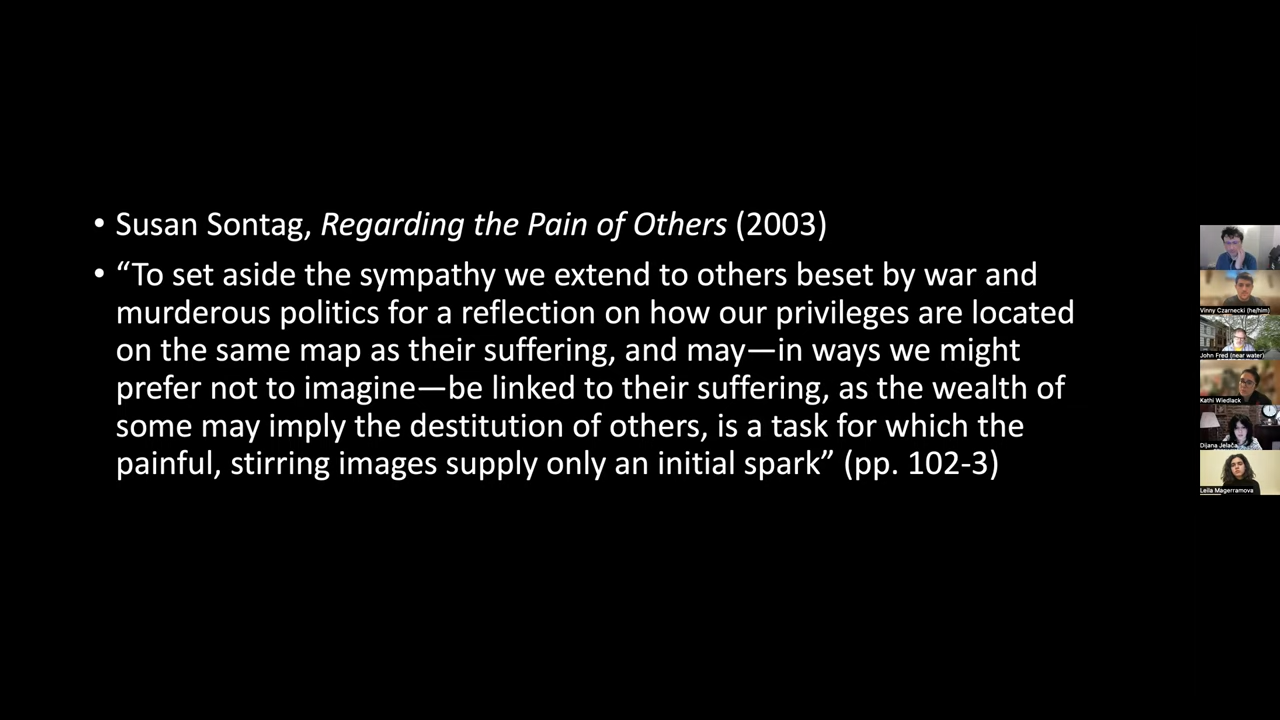 • Susan Sontag, Regarding the Pain of Others (2003)
• “To set aside the sympathy we extend to others beset by war and
murderous politics for a reflection on how our privileges are located
on the same map as their suffering, and may—in ways we might
prefer not to imagine—be linked to their suffering, as the wealth of
some may imply the destitution of others, is a task for which the
painful, stirring images supply only an initial spark” (pp. 102-3)
Vinny Czarnecki (he/him)
John Fred (near water)
Kathi Wiedlack
Dijana Jelača
Leila Magerramova